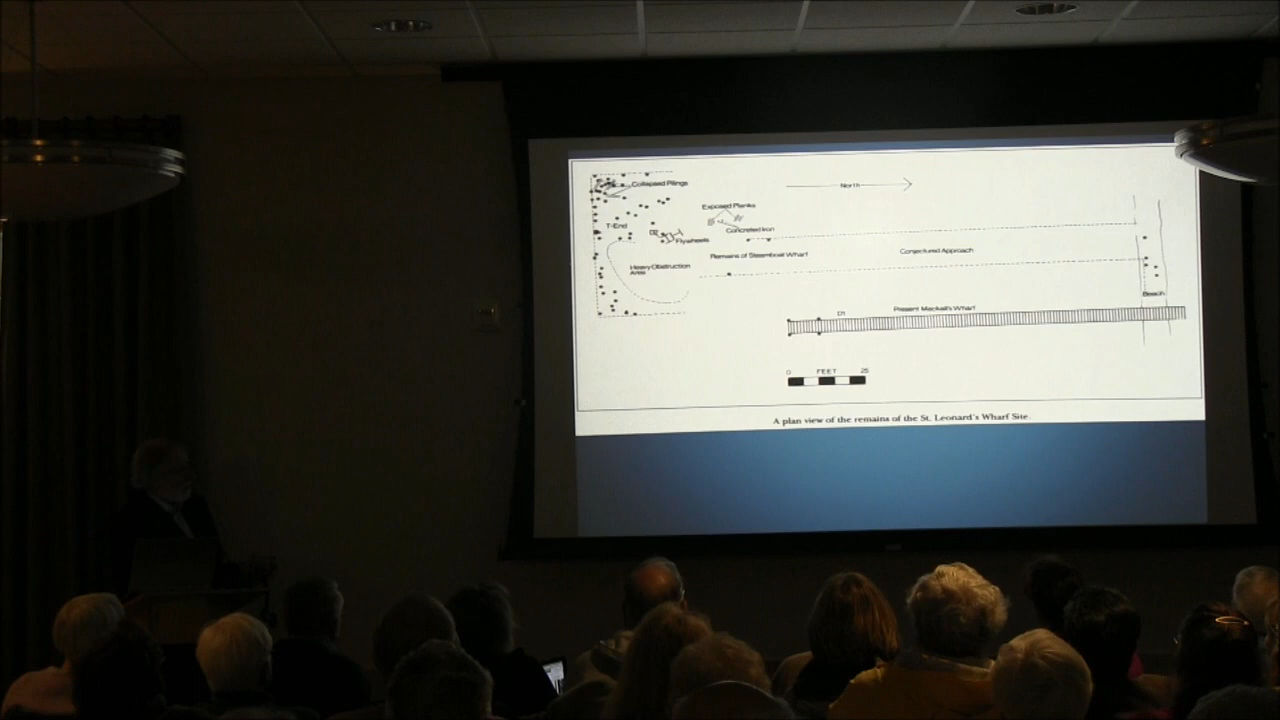 Collapsed Pilings
North
Exposed Planks
T-End
Concreted Iron
Flywheels
Remains of Steamboat Wharf
Conjectured Approach
Heavy Obstruction
Area
Beach
Present Mackall's Wharf
0 FEET 25
A plan view of the remains of the St. Leonard's Wharf Site.